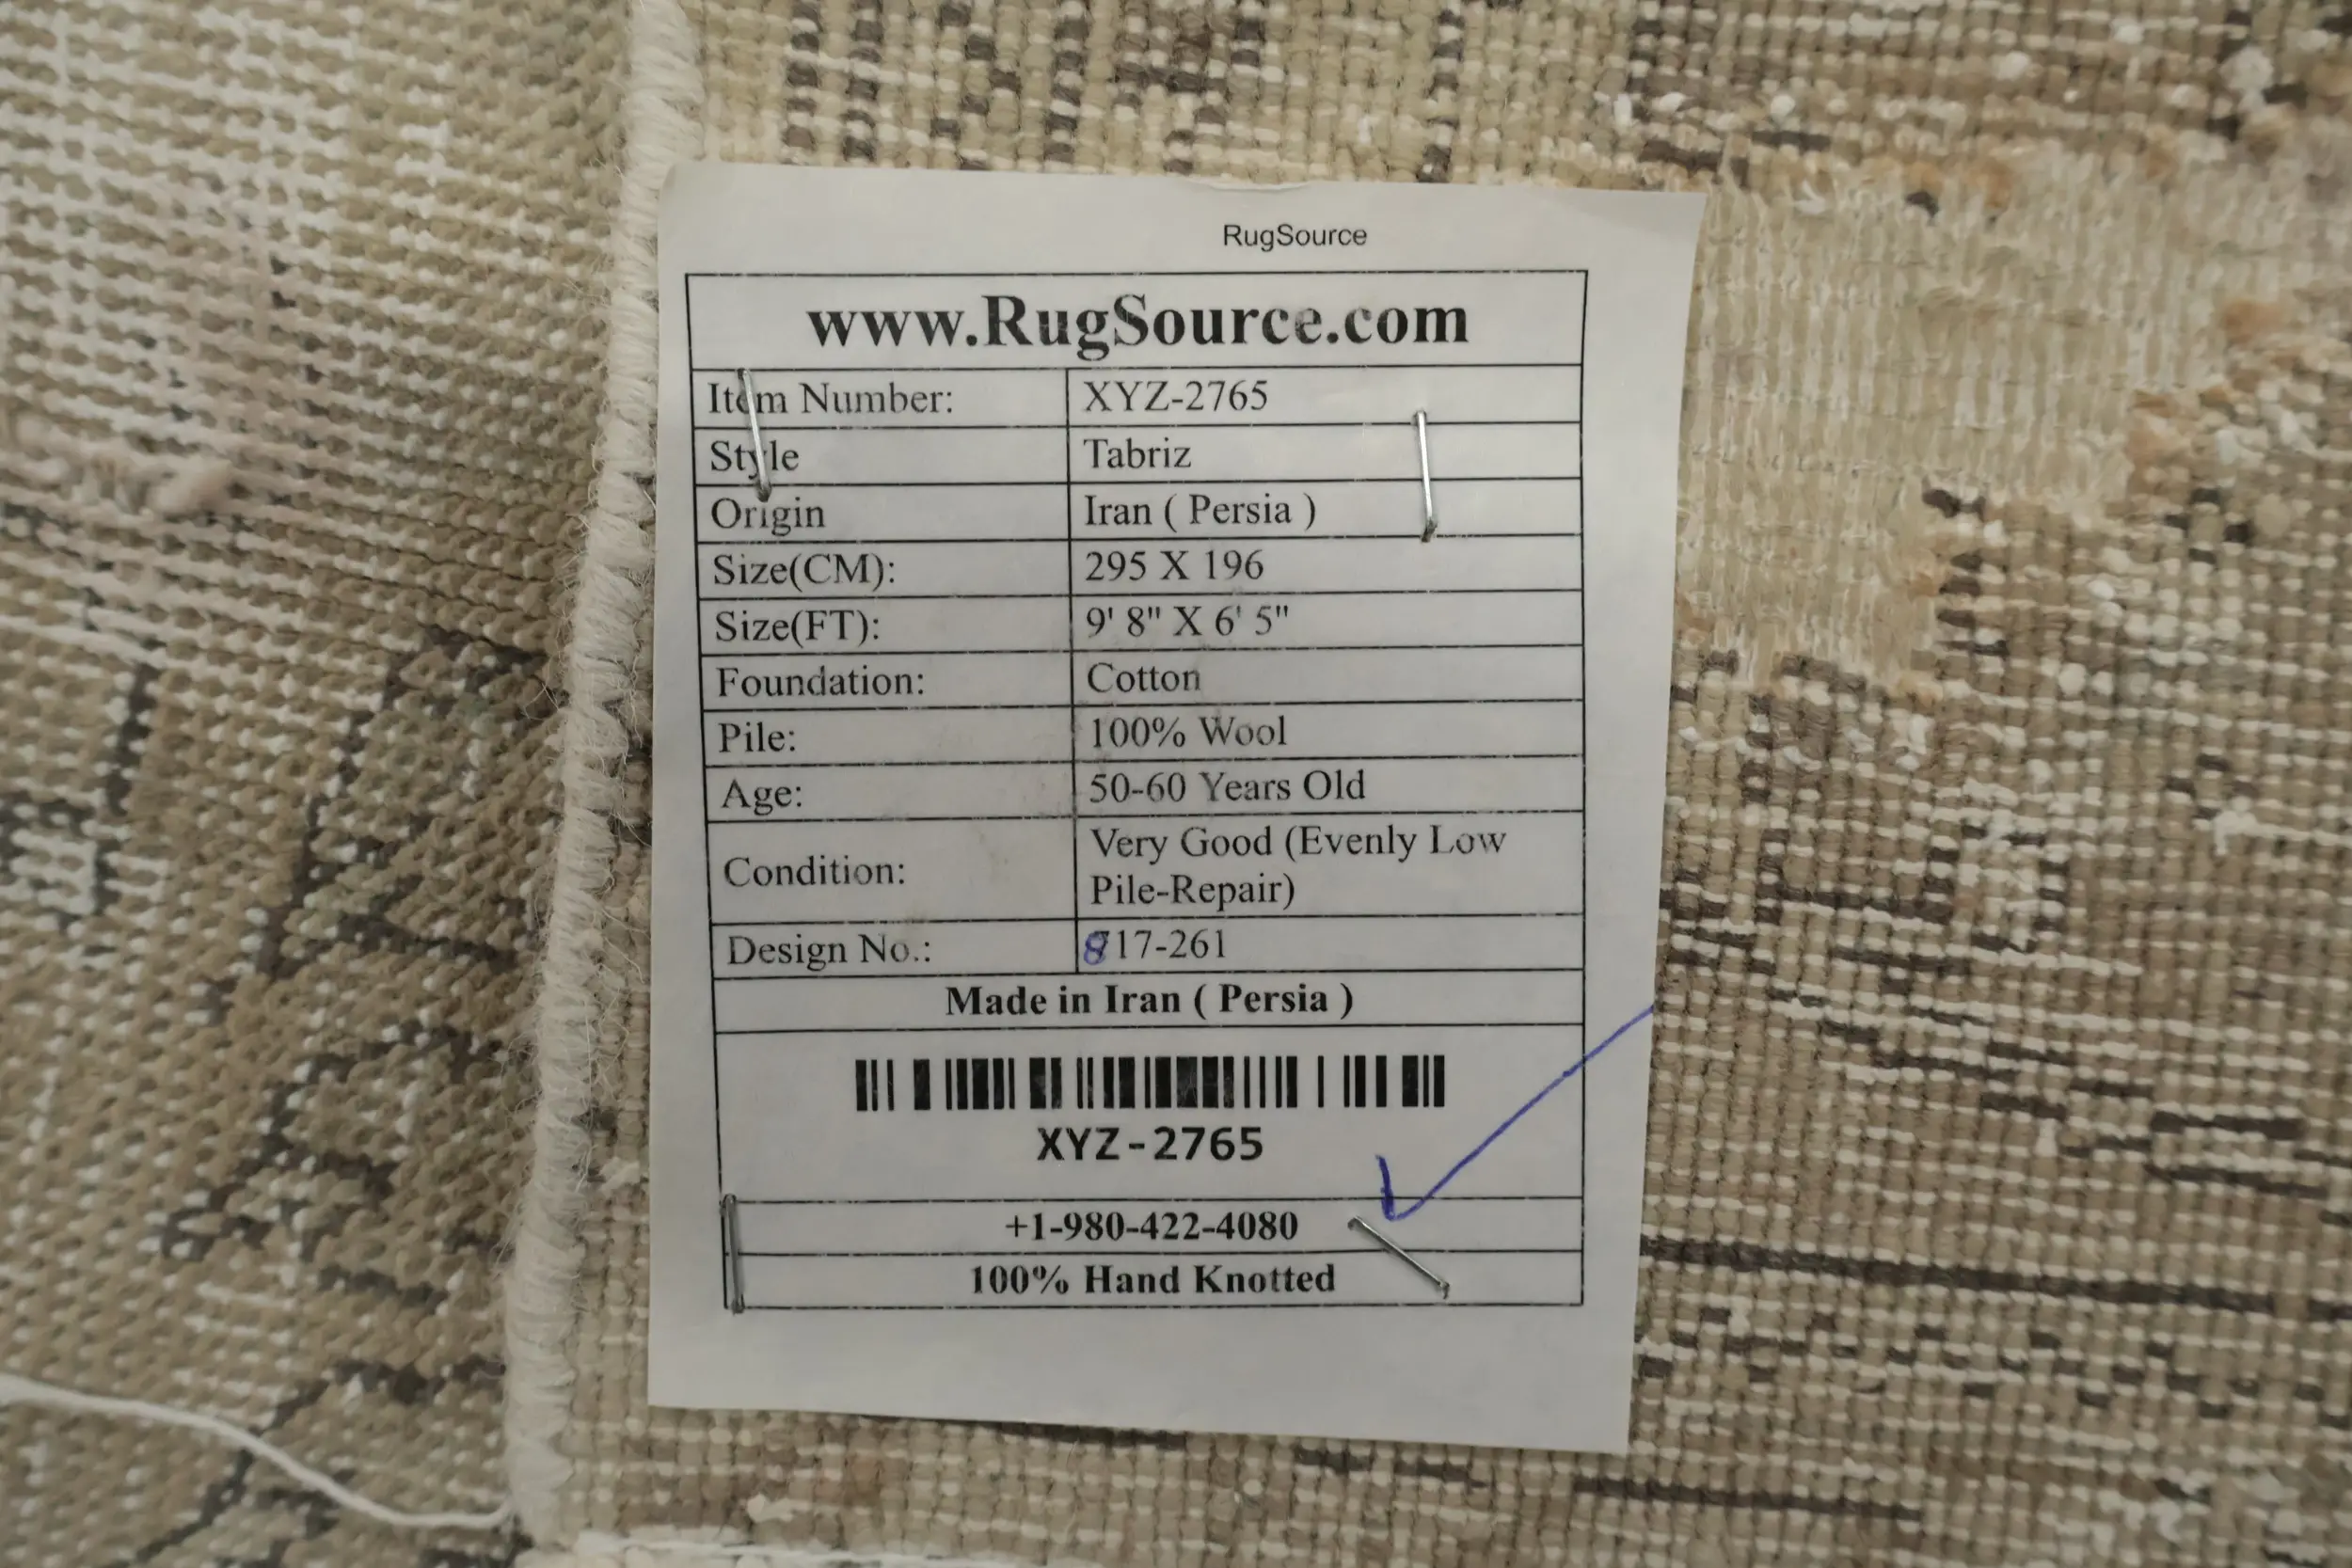 RugSource
www.RugSource.com
Item Number: XYZ-2765
Style Tabriz
Origin Iran ( Persia )
Size(CM): 295 X 196
Size(FT): 9' 8" X 6' 5"
Foundation: Cotton
Pile: 100% Wool
Age: 50-60 Years Old
Condition: Very Good (Evenly Low
Pile-Repair)
Design No.: 817-261
Made in Iran ( Persia )
XYZ-2765
+1-980-422-4080
100% Hand Knotted